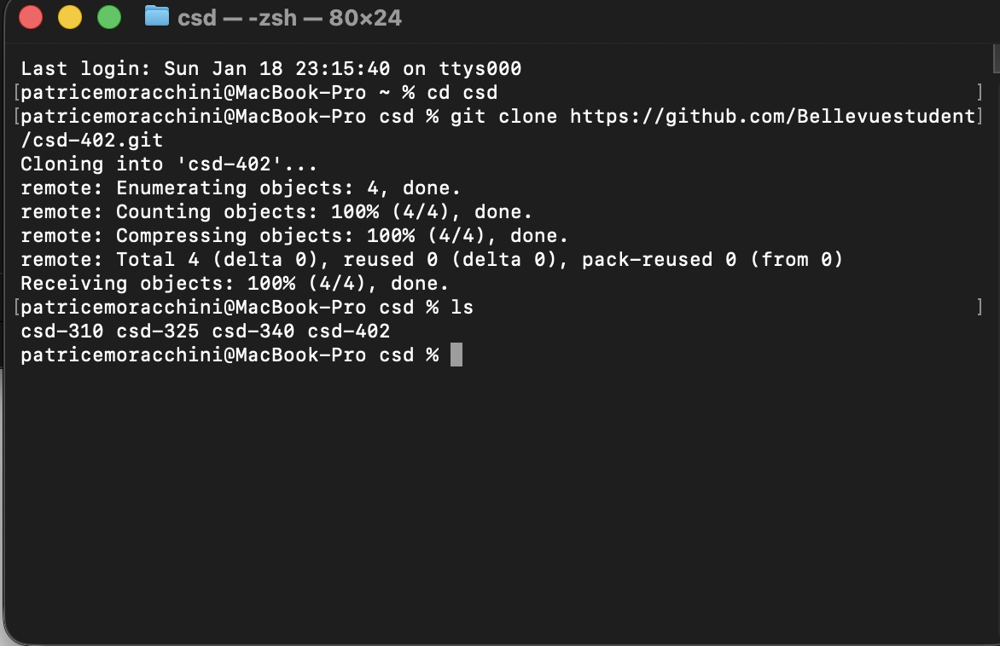 csd — -zsh — 80×24
Last login: Sun Jan 18 23:15:40 on ttys000
[patricemoracchini@MacBook-Pro ~ % cd csd ]
[patricemoracchini@MacBook-Pro csd % git clone https://github.com/Bellevuestudent]
/csd-402.git
Cloning into 'csd-402'...
remote: Enumerating objects: 4, done.
remote: Counting objects: 100% (4/4), done.
remote: Compressing objects: 100% (4/4), done.
remote: Total 4 (delta 0), reused 0 (delta 0), pack-reused 0 (from 0)
Receiving objects: 100% (4/4), done.
[patricemoracchini@MacBook-Pro csd % ls ]
csd-310 csd-325 csd-340 csd-402
patricemoracchini@MacBook-Pro csd %